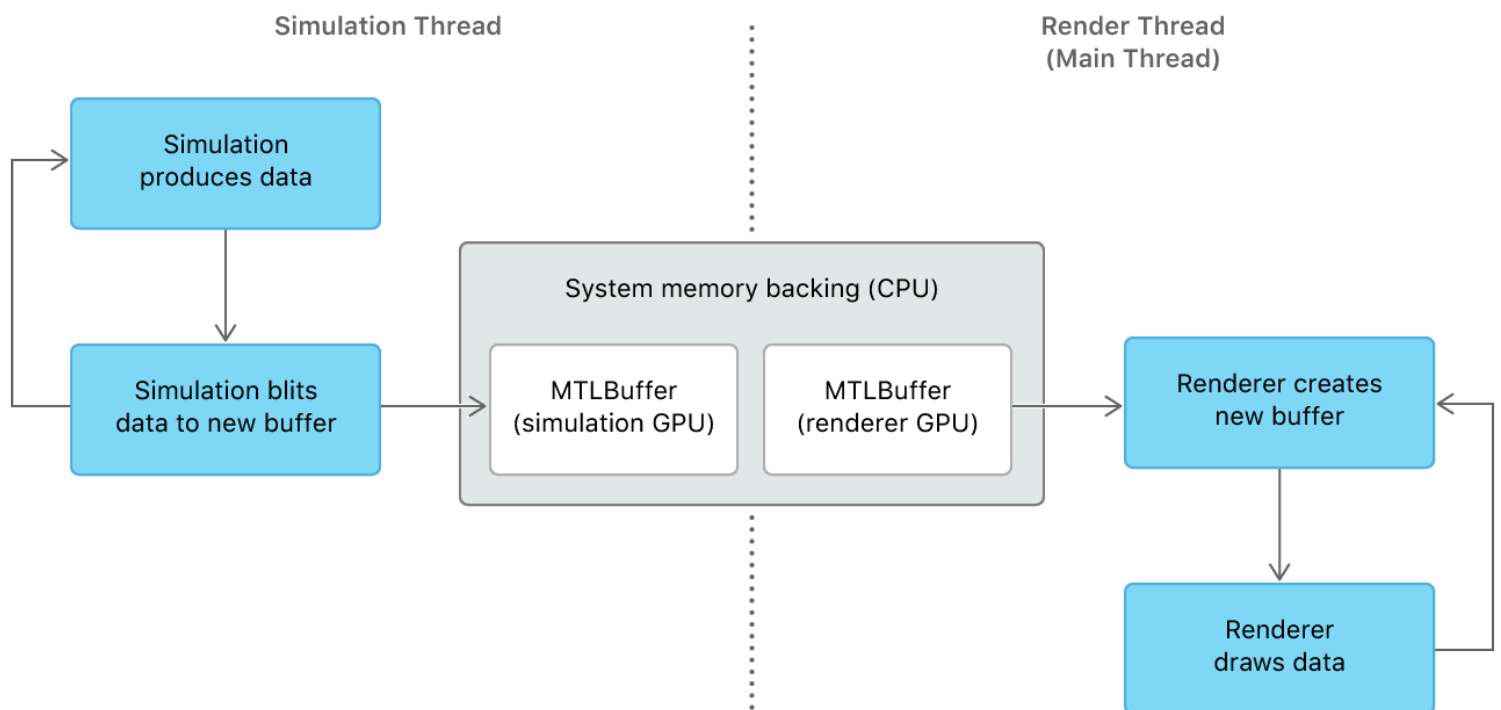 Simulation Thread
Render Thread
(Main Thread)
Simulation
produces data
System memory backing (CPU)
Simulation blits
data to new buffer
MTLBuffer
(simulation GPU)
MTLBuffer
(renderer GPU)
Renderer creates
new buffer
Renderer
draws data